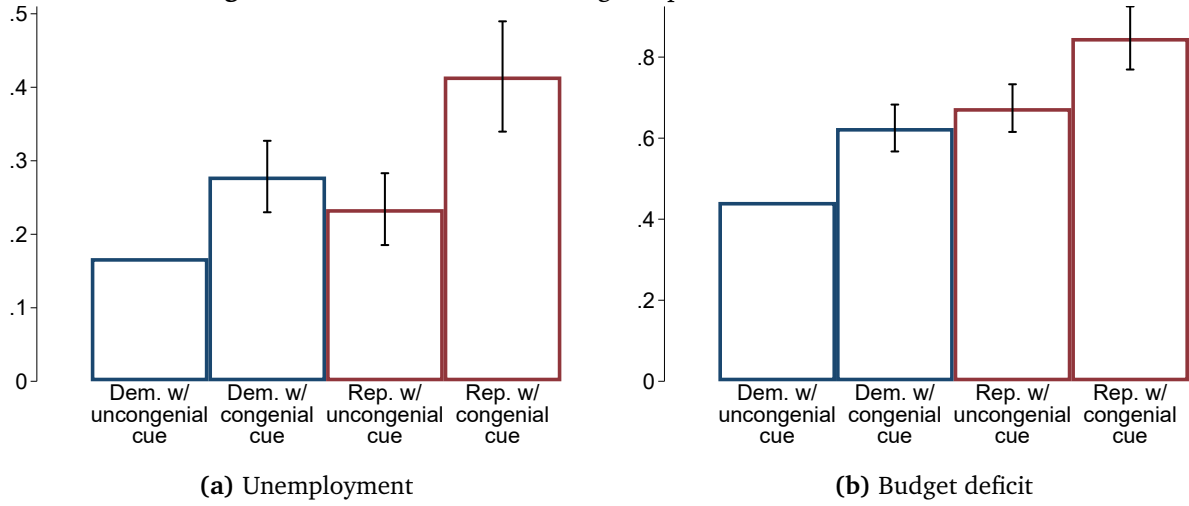 .5
.4
.3
.2
.1
0
Dem. w/ uncongenial cue
Dem. w/ congenial cue
Rep. w/ uncongenial cue
Rep. w/ congenial cue
(a) Unemployment
.8
.6
.4
.2
0
Dem. w/ uncongenial cue
Dem. w/ congenial cue
Rep. w/ uncongenial cue
Rep. w/ congenial cue
(b) Budget deficit